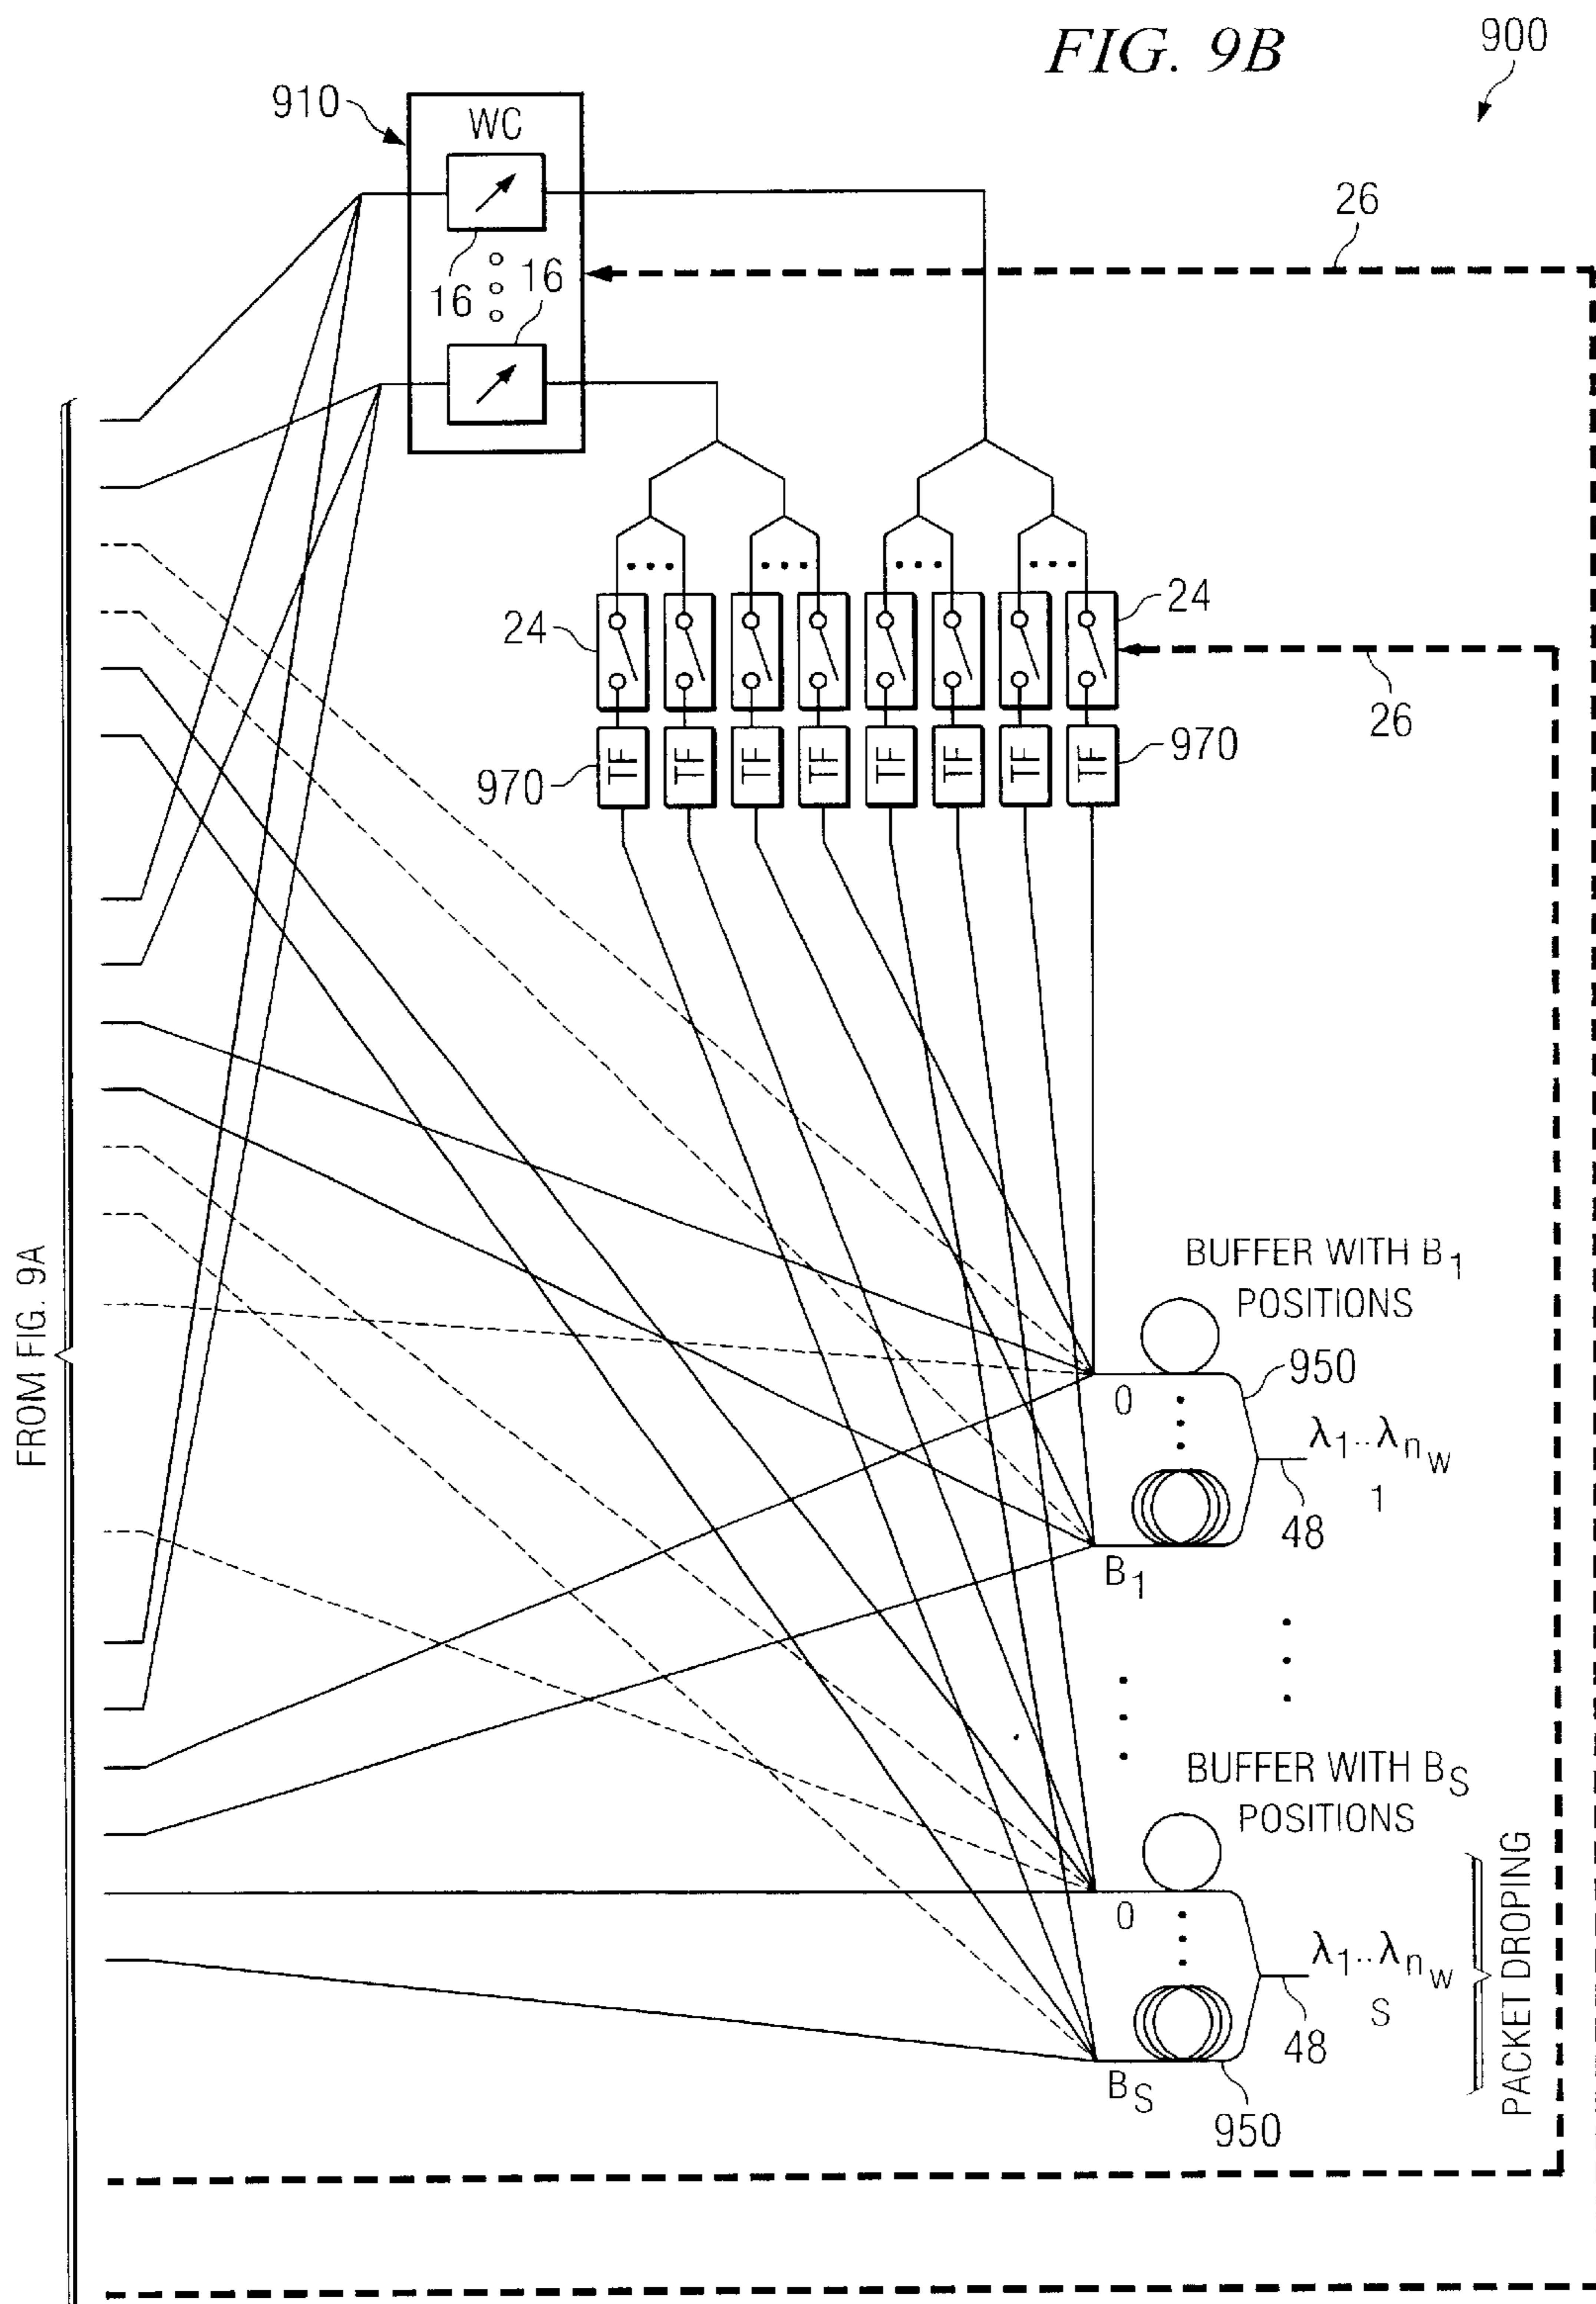 FIG. 9B
900
910
WC
16
16
26
24
24
26
TF TF TF TF TF TF TF TF
970
970
FROM FIG. 9A
BUFFER WITH B1
POSITIONS
950
0
λ1..λnw
1
48
B1
BUFFER WITH BS
POSITIONS
0
λ1..λnw
S
48
BS
950
PACKET DROPING